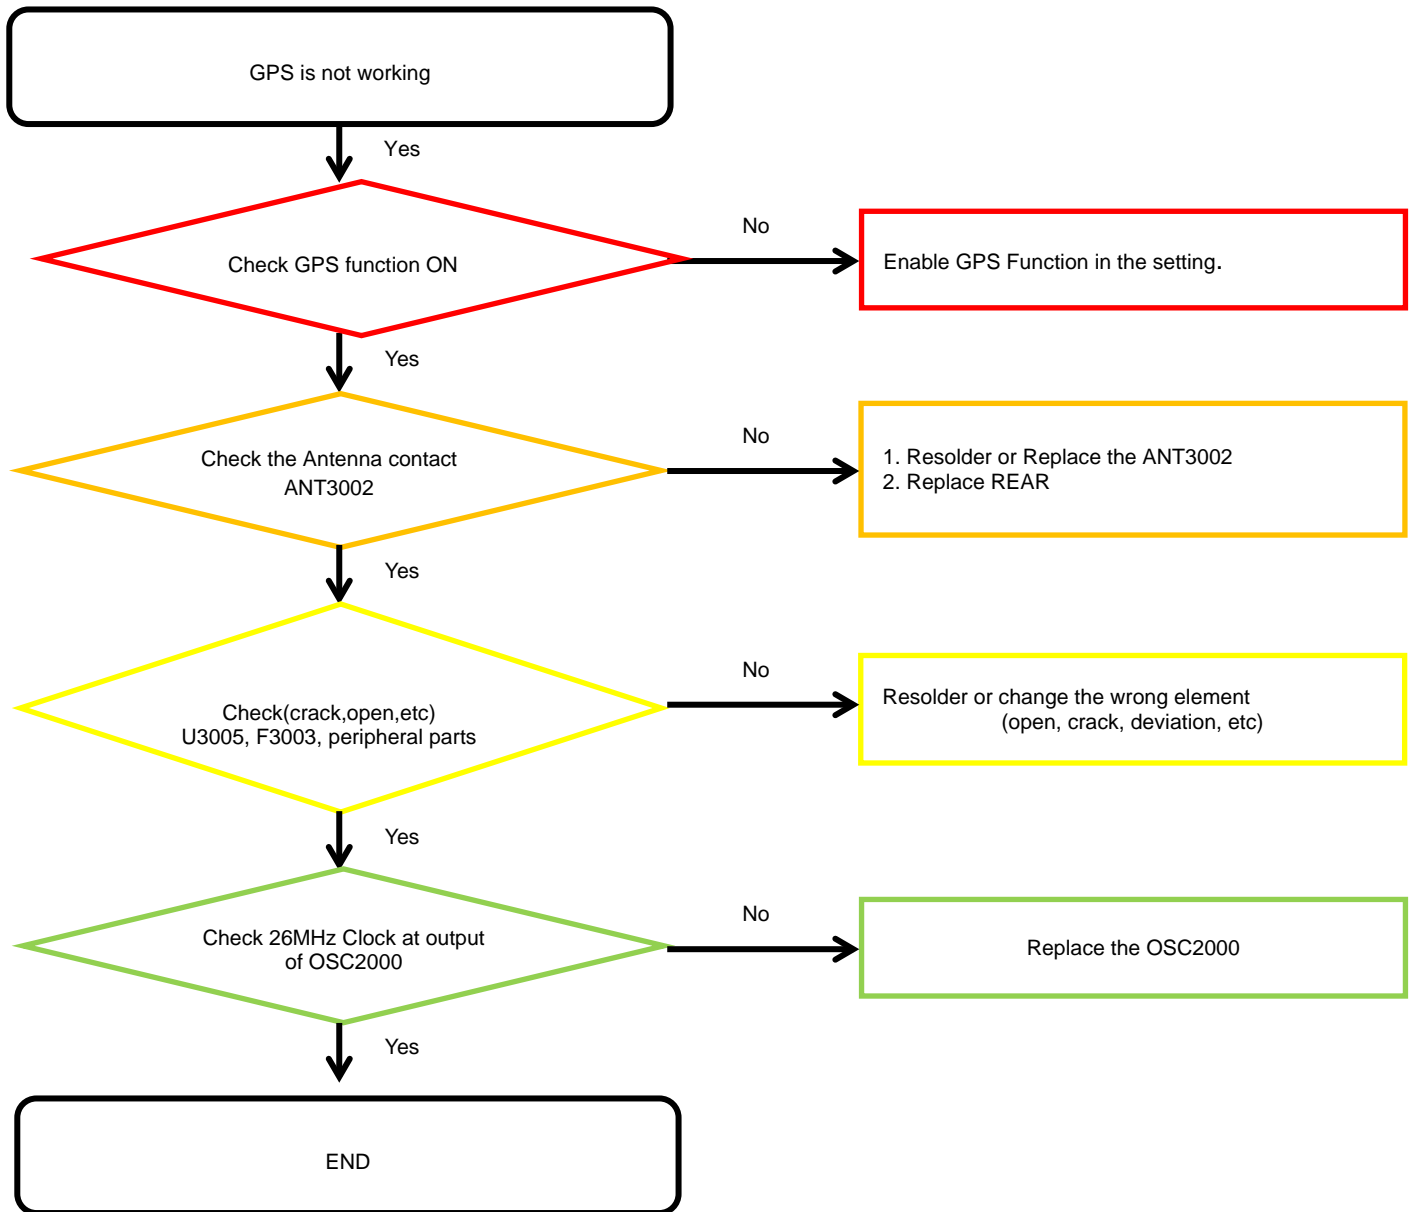 GPS is not working
Yes
Check GPS function ON
No
Enable GPS Function in the setting.
Yes
Check the Antenna contact
ANT3002
No
1. Resolder or Replace the ANT3002
2. Replace REAR
Yes
Check(crack,open,etc)
U3005, F3003, peripheral parts
No
Resolder or change the wrong element
(open, crack, deviation, etc)
Yes
Check 26MHz Clock at output
of OSC2000
No
Replace the OSC2000
Yes
END